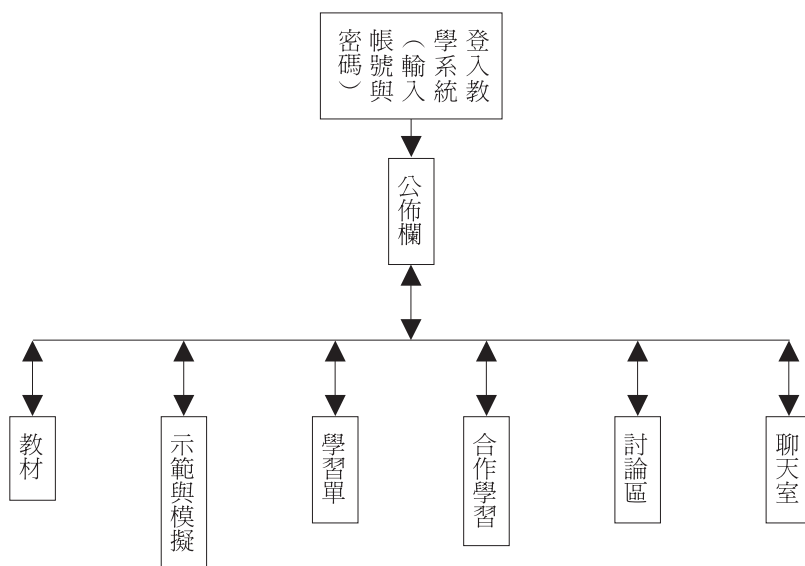 登入教
學系統
（輸入
帳號與
密碼）
公佈欄
教材
示範與模擬
學習單
合作學習
討論區
聊天室